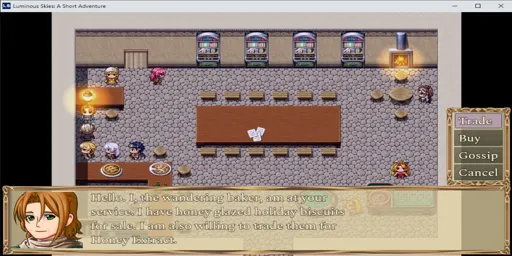 Luminous Skies: A Short Adventure
Trade
Buy
Gossip
Cancel
Hello. I, the wandering baker, am at your
service. I have honey glazed holiday biscuits
for sale. I am also willing to trade them for
Honey Extract.